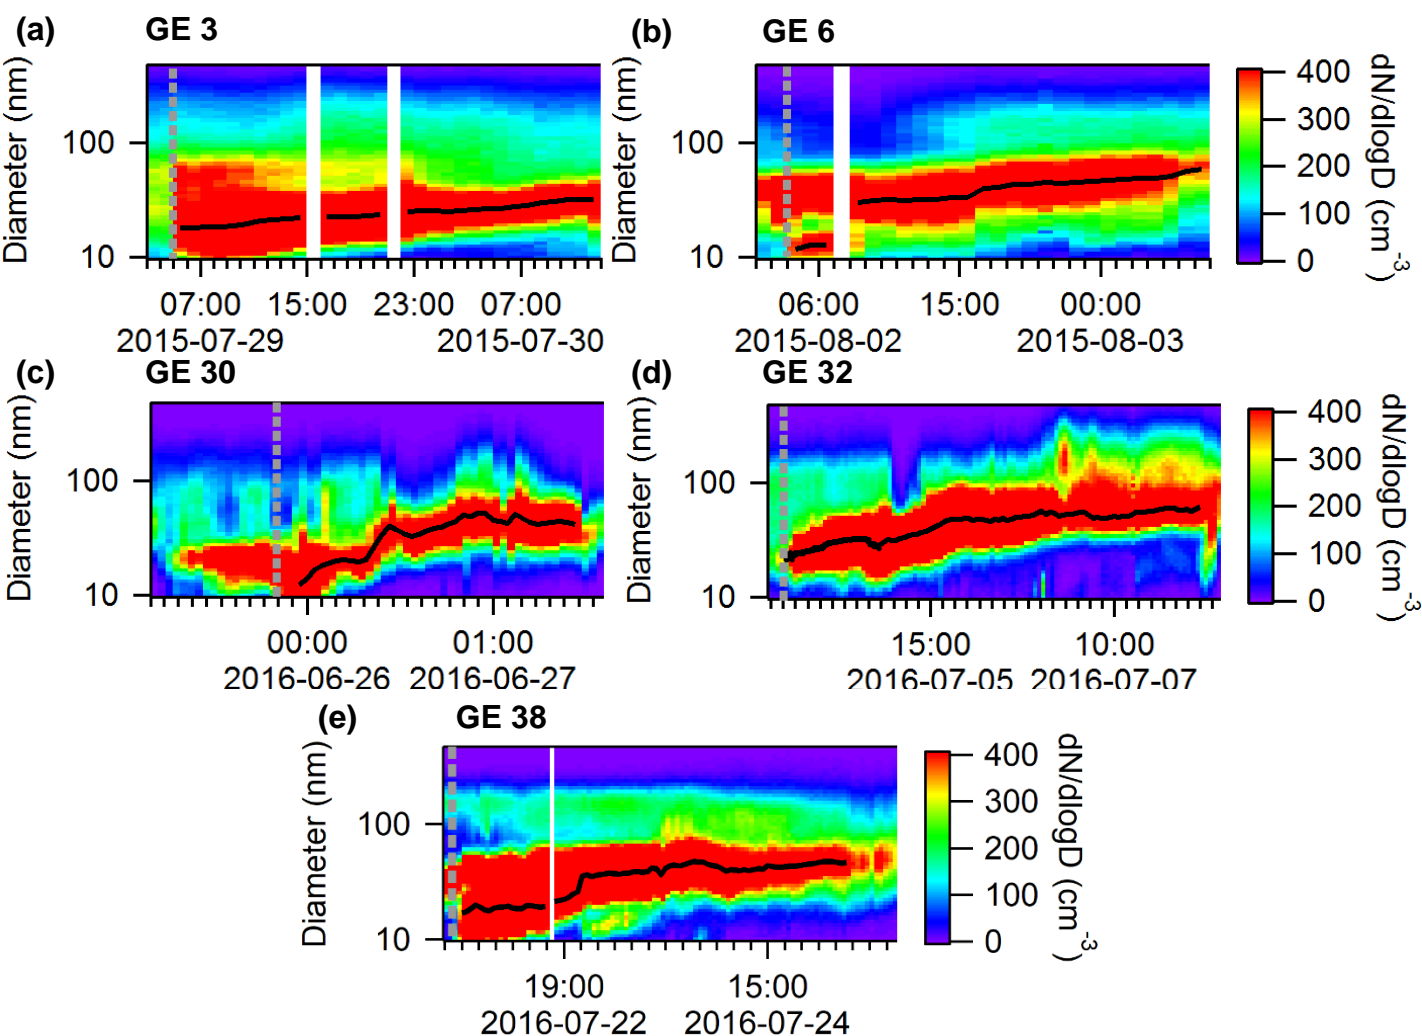 (a) GE 3
Diameter (nm)
100
10
07:00 15:00 23:00 07:00
2015-07-29 2015-07-30
(b) GE 6
Diameter (nm)
100
10
06:00 15:00 00:00
2015-08-02 2015-08-03
400
300
200
100
0
dN/dlogD (cm-3)
(c) GE 30
Diameter (nm)
100
10
00:00 01:00
2016-06-26 2016-06-27
(d) GE 32
Diameter (nm)
100
10
15:00 10:00
2016-07-05 2016-07-07
400
300
200
100
0
dN/dlogD (cm-3)
(e) GE 38
Diameter (nm)
100
10
19:00 15:00
2016-07-22 2016-07-24
400
300
200
100
0
dN/dlogD (cm-3)